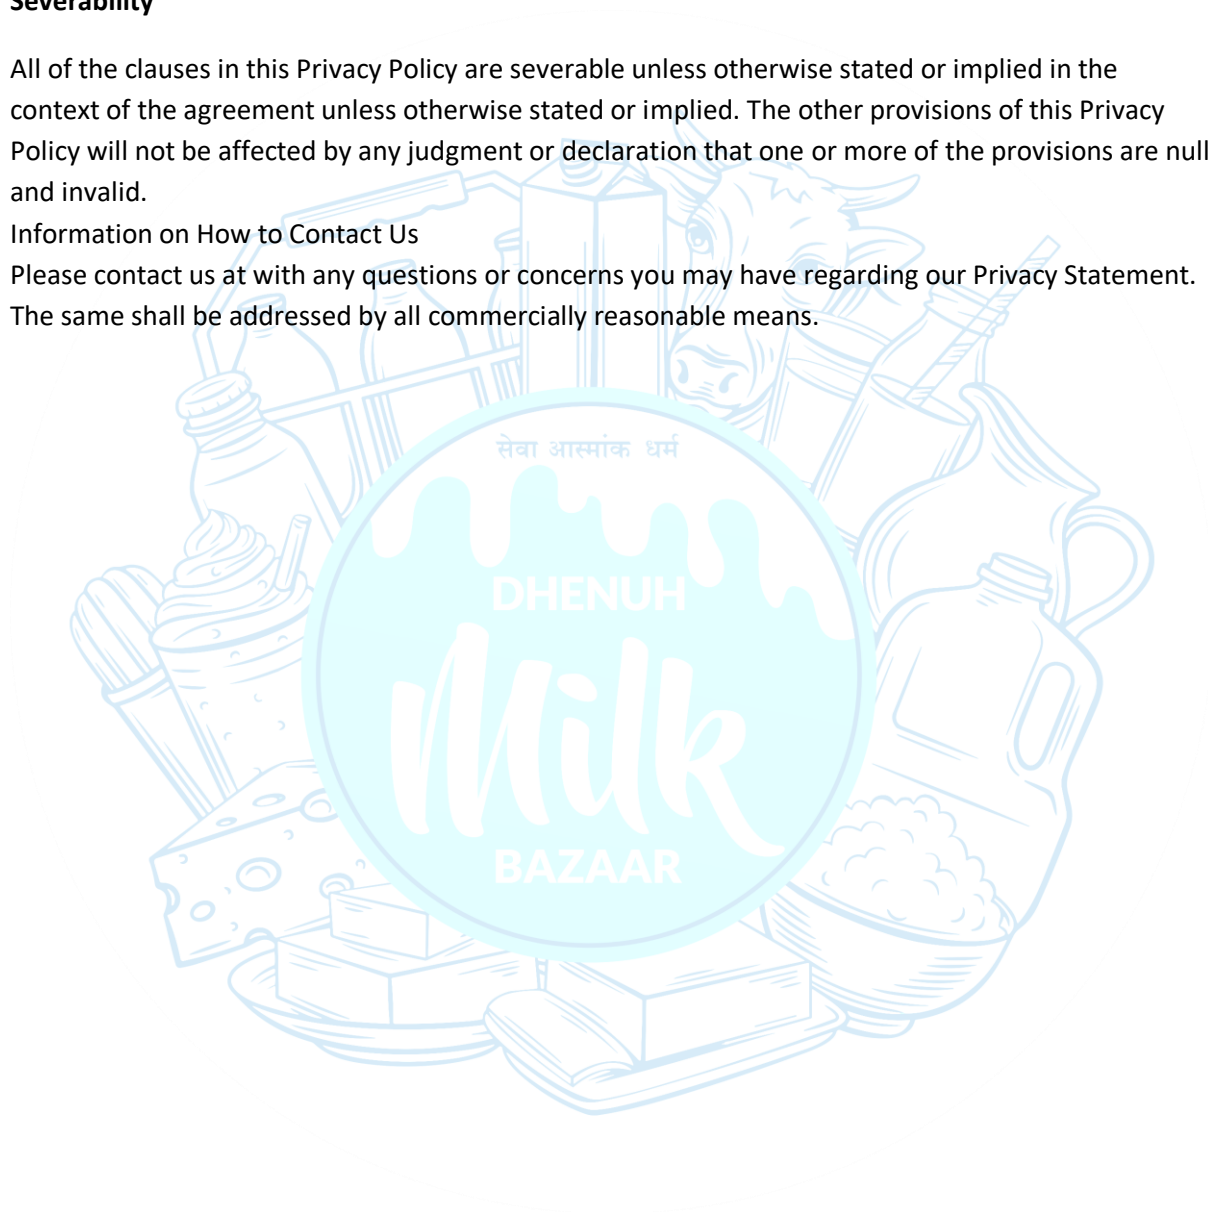 Severability
All of the clauses in this Privacy Policy are severable unless otherwise stated or implied in the
context of the agreement unless otherwise stated or implied. The other provisions of this Privacy
Policy will not be affected by any judgment or declaration that one or more of the provisions are null
and invalid.
Information on How to Contact Us
Please contact us at with any questions or concerns you may have regarding our Privacy Statement.
The same shall be addressed by all commercially reasonable means.
सेवा आस्मांक धर्म
DHENUH
Milk
BAZAAR